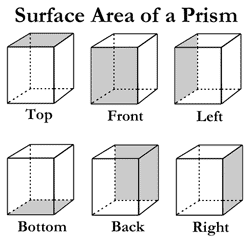 Surface Area of a Prism
Top
Front
Left
Bottom
Back
Right